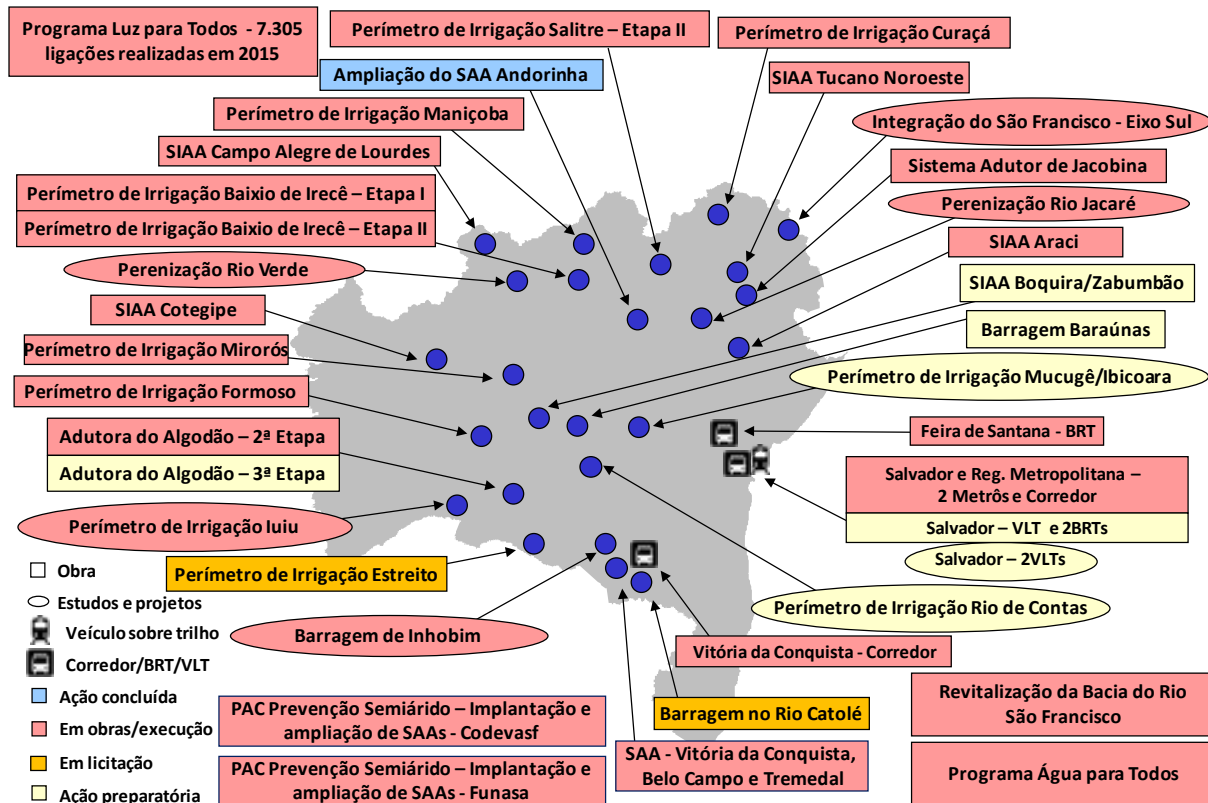 Programa Luz para Todos - 7.305
ligações realizadas em 2015
Perímetro de Irrigação Salitre – Etapa II
Perímetro de Irrigação Curaçá
Ampliação do SAA Andorinha
SIAA Tucano Noroeste
Perímetro de Irrigação Maniçoba
Integração do São Francisco - Eixo Sul
SIAA Campo Alegre de Lourdes
Sistema Adutor de Jacobina
Perímetro de Irrigação Baixio de Irecê – Etapa I
Perenização Rio Jacaré
Perímetro de Irrigação Baixio de Irecê – Etapa II
SIAA Araci
Perenização Rio Verde
SIAA Boquira/Zabumbão
SIAA Cotegipe
Barragem Baraúnas
Perímetro de Irrigação Mirorós
Perímetro de Irrigação Mucugê/Ibicoara
Perímetro de Irrigação Formoso
Feira de Santana - BRT
Adutora do Algodão – 2ª Etapa
Adutora do Algodão – 3ª Etapa
Salvador e Reg. Metropolitana –
2 Metrôs e Corredor
Salvador – VLT e 2BRTs
Salvador – 2VLTs
Perímetro de Irrigação Iuiu
Perímetro de Irrigação Estreito
Perímetro de Irrigação Rio de Contas
Barragem de Inhobim
Vitória da Conquista - Corredor
Obra
Estudos e projetos
Veículo sobre trilho
Corredor/BRT/VLT
Ação concluída
Em obras/execução
Em licitação
Ação preparatória
PAC Prevenção Semiárido – Implantação e
ampliação de SAAs - Codevasf
PAC Prevenção Semiárido – Implantação e
ampliação de SAAs - Funasa
Barragem no Rio Catolé
SAA - Vitória da Conquista,
Belo Campo e Tremedal
Revitalização da Bacia do Rio
São Francisco
Programa Água para Todos